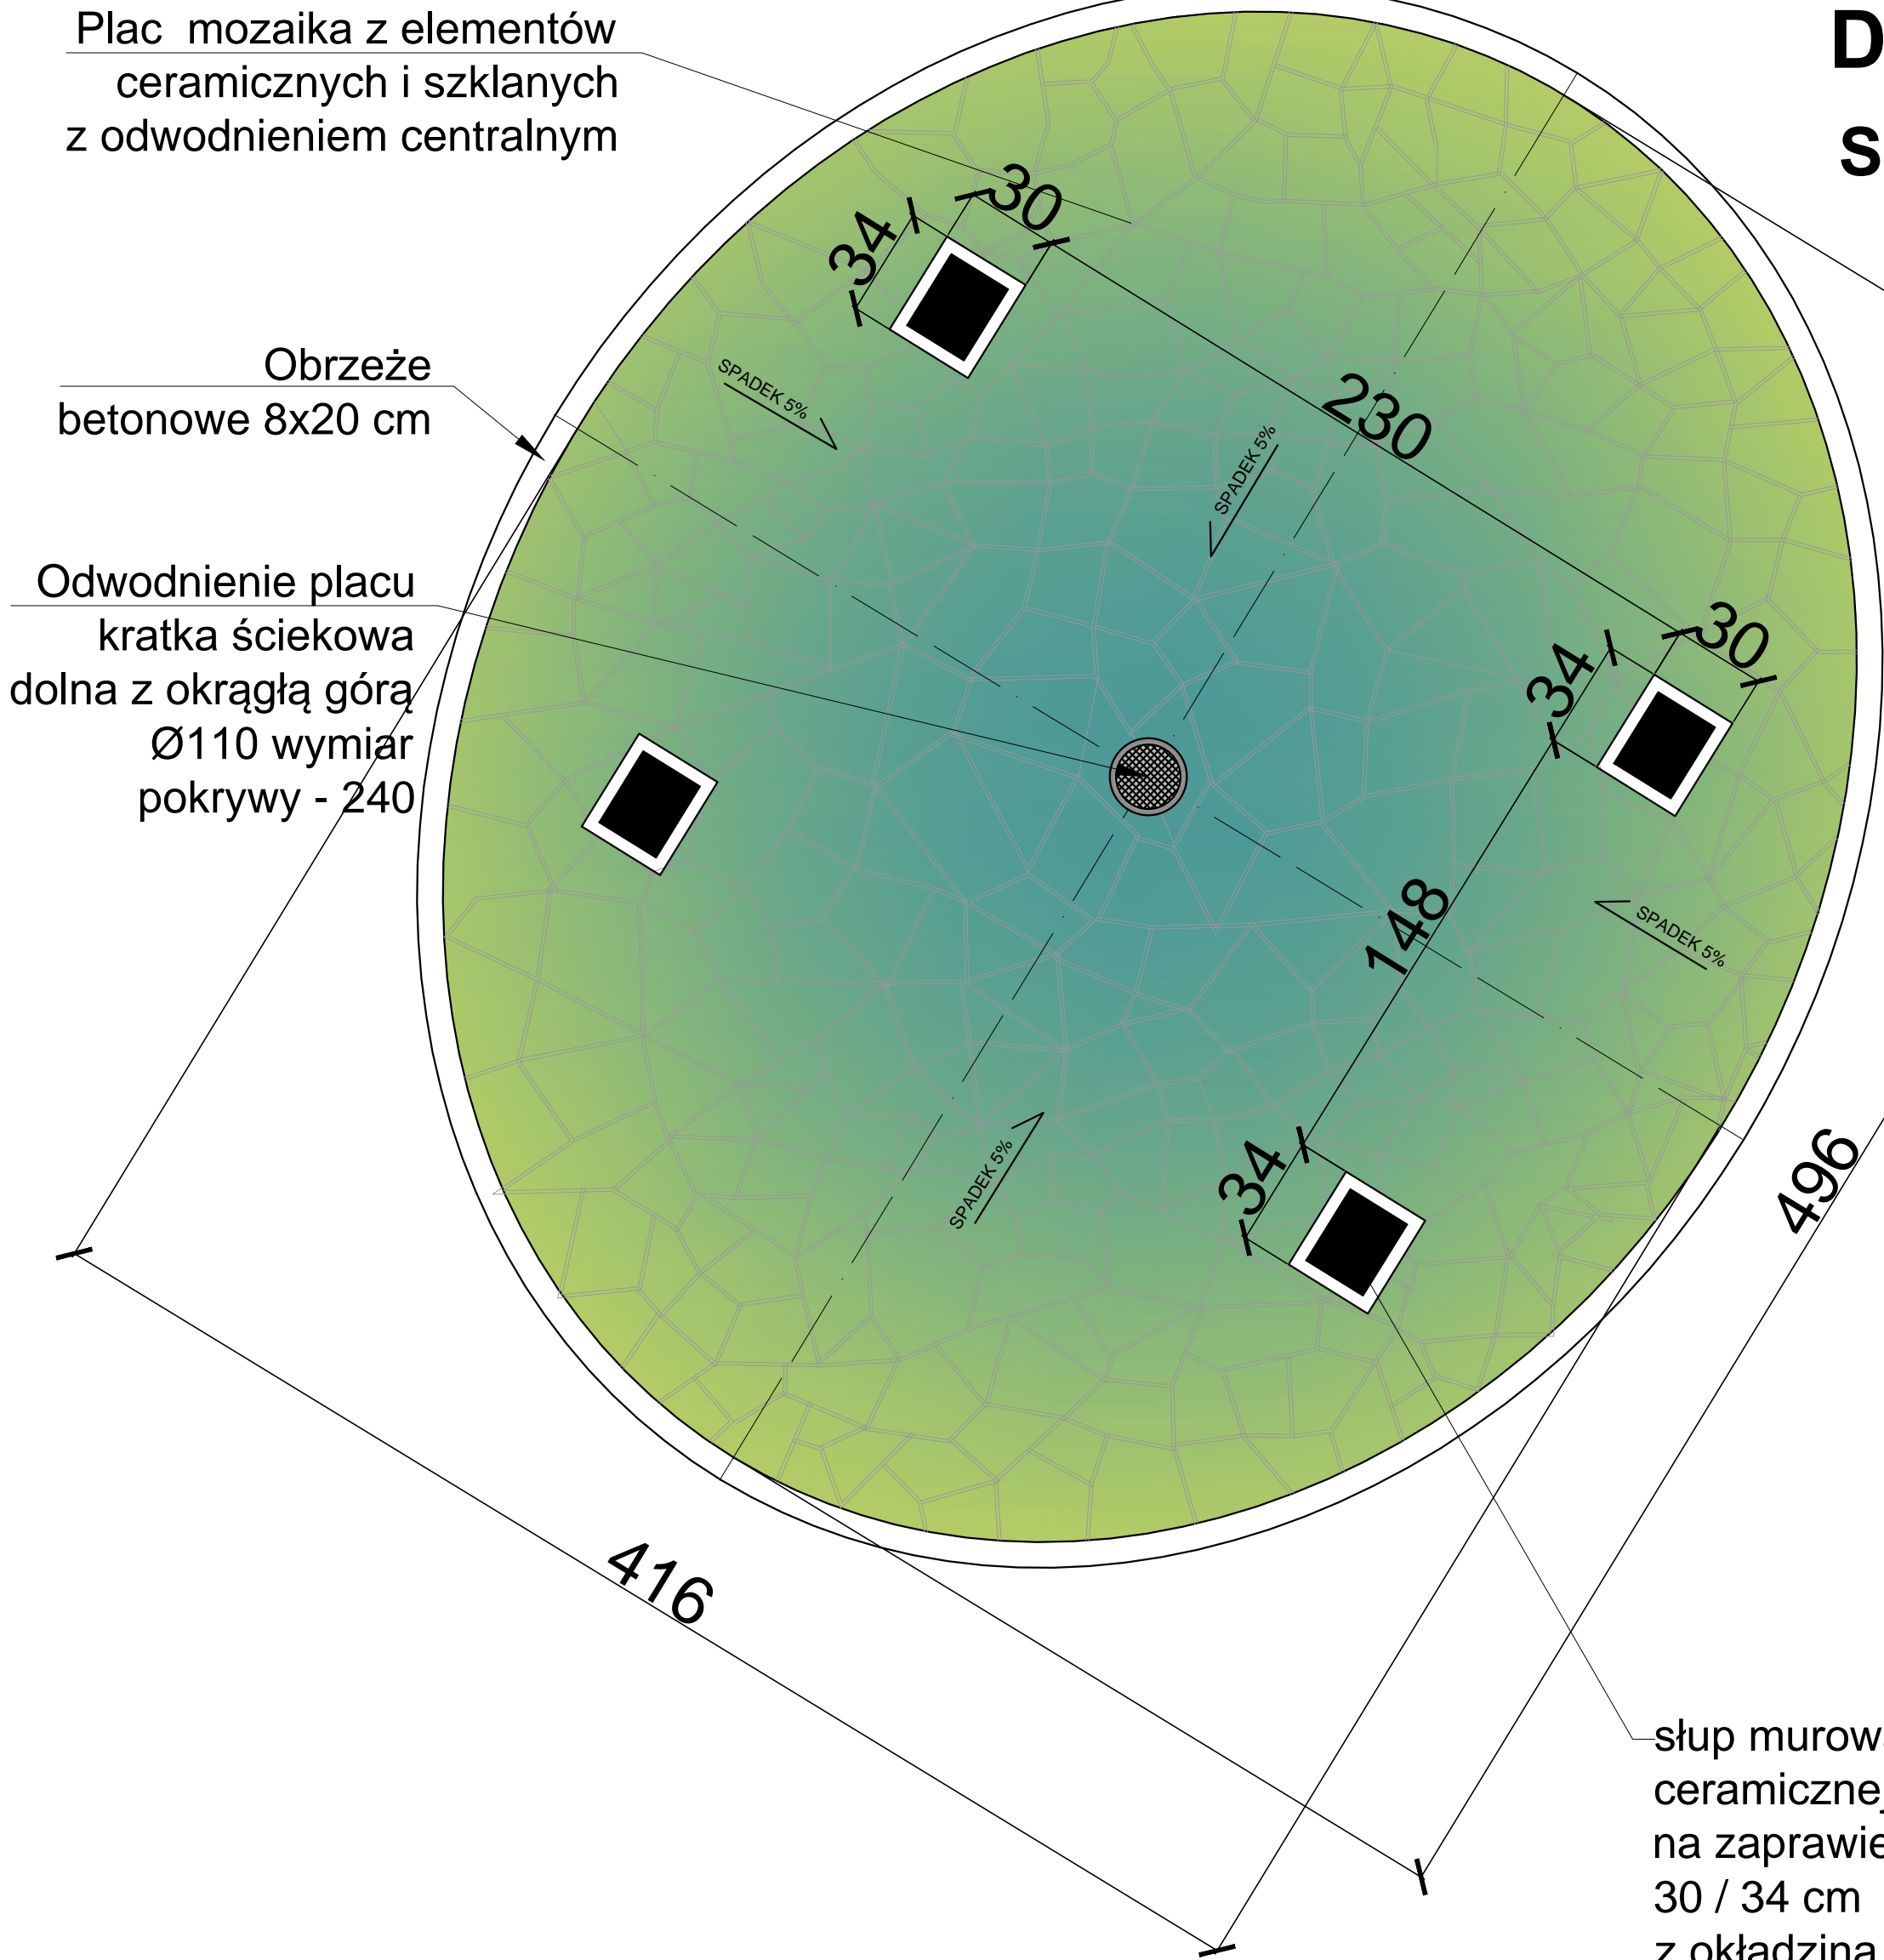 Plac mozaika z elementów
ceramicznych i szklanych
z odwodnieniem centralnym
D
S
30
34
Obrzeże
betonowe 8x20 cm
SPADEK 5%
SPADEK 5%
230
Odwodnienie placu
kratka ściekowa
dolna z okrągłą górą
Ø110 wymiar
pokrywy - 240
30
34
148
SPADEK 5%
SPADEK 5%
34
496
416
słup murow
ceramicznej
na zaprawie
30 / 34 cm
z okładziną